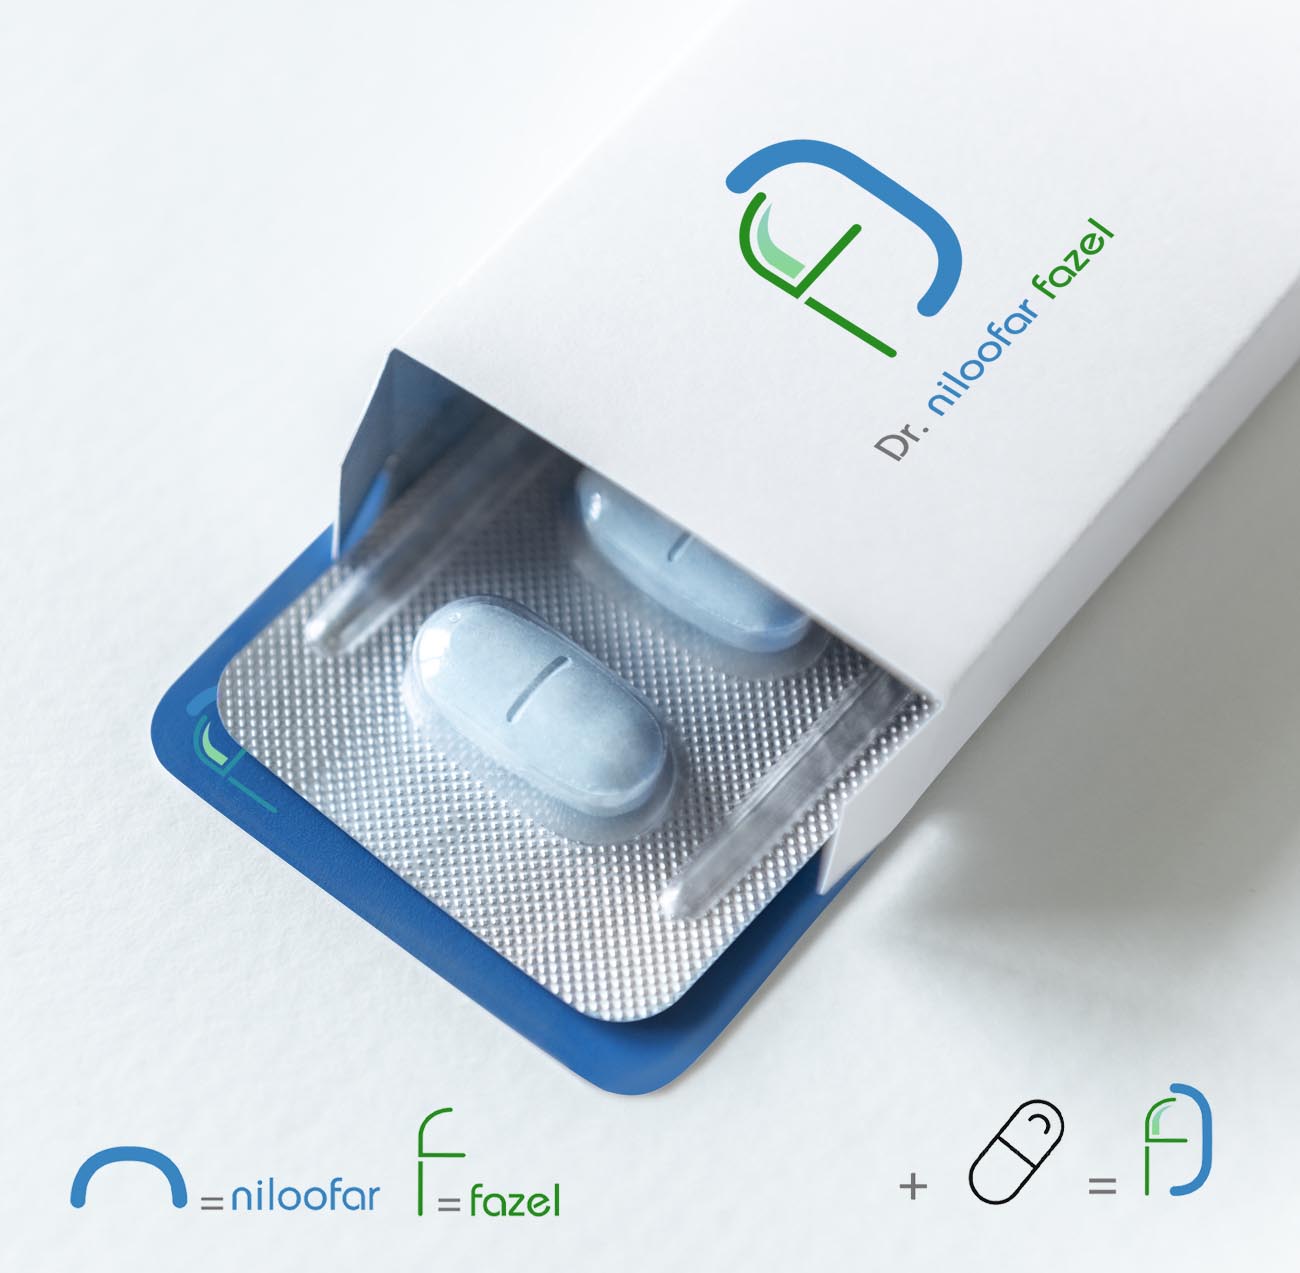 Dr. niloofar fazel
= niloofar
= fazel
+
=